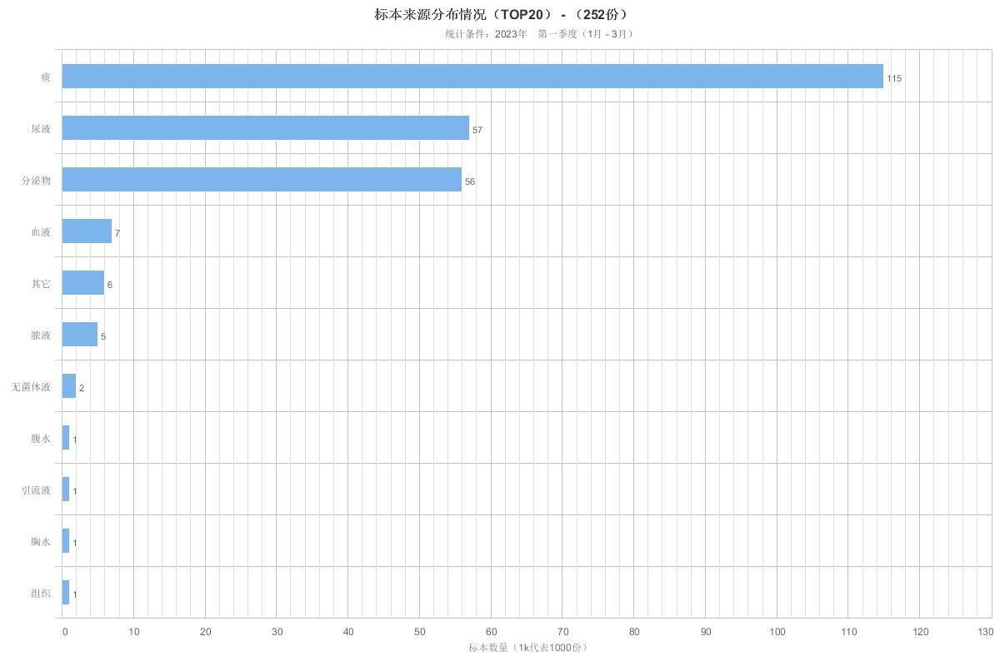 标本来源分布情况（TOP20） - （252份）
统计条件：2023年　第一季度（1月 - 3月）
痰 115
尿液 57
分泌物 56
血液 7
其它 6
脓液 5
无菌体液 2
腹水 1
引流液 1
胸水 1
组织 1
0 10 20 30 40 50 60 70 80 90 100 110 120 130
标本数量（1k代表1000份）